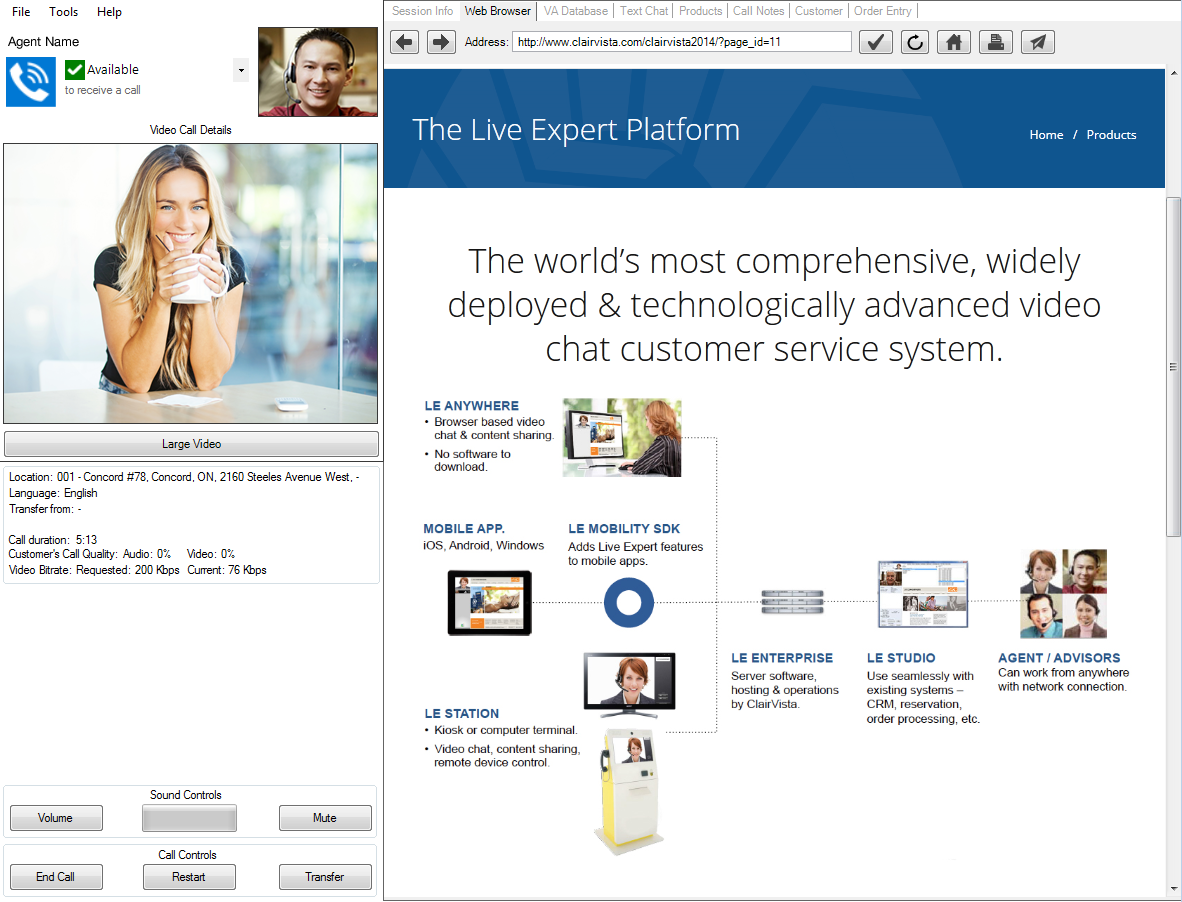 File Tools Help
Agent Name
Available
to receive a call
Video Call Details
Large Video
Location: 001 - Concord #78, Concord, ON, 2160 Steeles Avenue West, -
Language: English
Transfer from: -
Call duration: 5:13
Customer's Call Quality: Audio: 0% Video: 0%
Video Bitrate: Requested: 200 Kbps Current: 76 Kbps
Sound Controls
Volume
Mute
Call Controls
End Call
Restart
Transfer
Session Info Web Browser VA Database Text Chat Products Call Notes Customer Order Entry
Address: http://www.clairvista.com/clairvista2014/?page_id=11
The Live Expert Platform
Home / Products
The world’s most comprehensive, widely
deployed & technologically advanced video
chat customer service system.
LE ANYWHERE
• Browser based video
chat & content sharing.
• No software to
download.
MOBILE APP.
iOS, Android, Windows
LE MOBILITY SDK
Adds Live Expert features
to mobile apps.
LE STATION
• Kiosk or computer terminal.
• Video chat, content sharing,
remote device control.
LE ENTERPRISE
Server software,
hosting & operations
by ClairVista.
LE STUDIO
Use seamlessly with
existing systems –
CRM, reservation,
order processing, etc.
AGENT / ADVISORS
Can work from anywhere
with network connection.